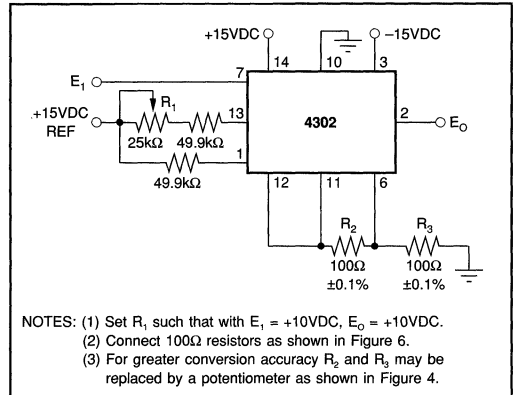 +15VDC
–15VDC
14
10
3
7
E1
R1
.+15VDC
REF
13
4302
2
EO
25kΩ
49.9kΩ
1
49.9kΩ
12
11
6
R2
R3
100Ω
100Ω
±0.1%
±0.1%
NOTES: (1) Set R1 such that with E1 = +10VDC, EO = +10VDC.
(2) Connect 100Ω resistors as shown in Figure 6.
(3) For greater conversion accuracy R2 and R3 may be
replaced by a potentiometer as shown in Figure 4.